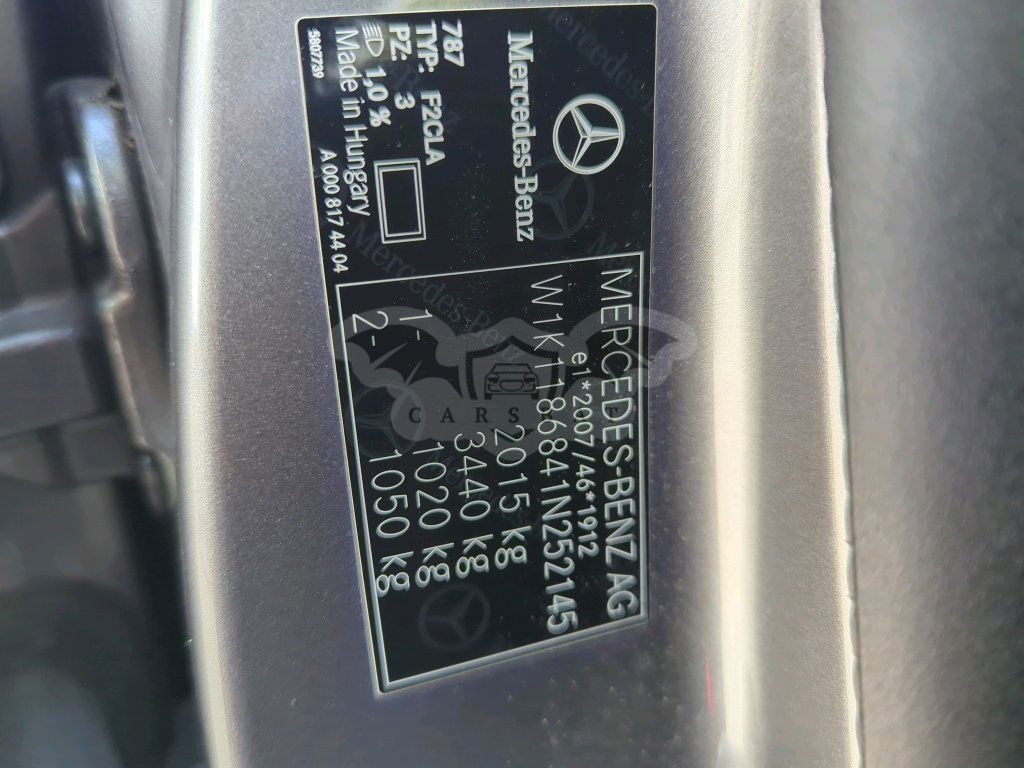 Mercedes-Benz
787
TYP: F2CLA
PZ: 3
1,0 %
Made in Hungary
5807739
A 000 817 44 04
MERCEDES-BENZ AG
e1*2007/46*1912
W1K1186841N252145
2015 kg
3440 kg
1- 1020 kg
2- 1050 kg
CARS